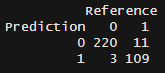 Reference
Prediction   0   1
         0 220  11
         1   3 109